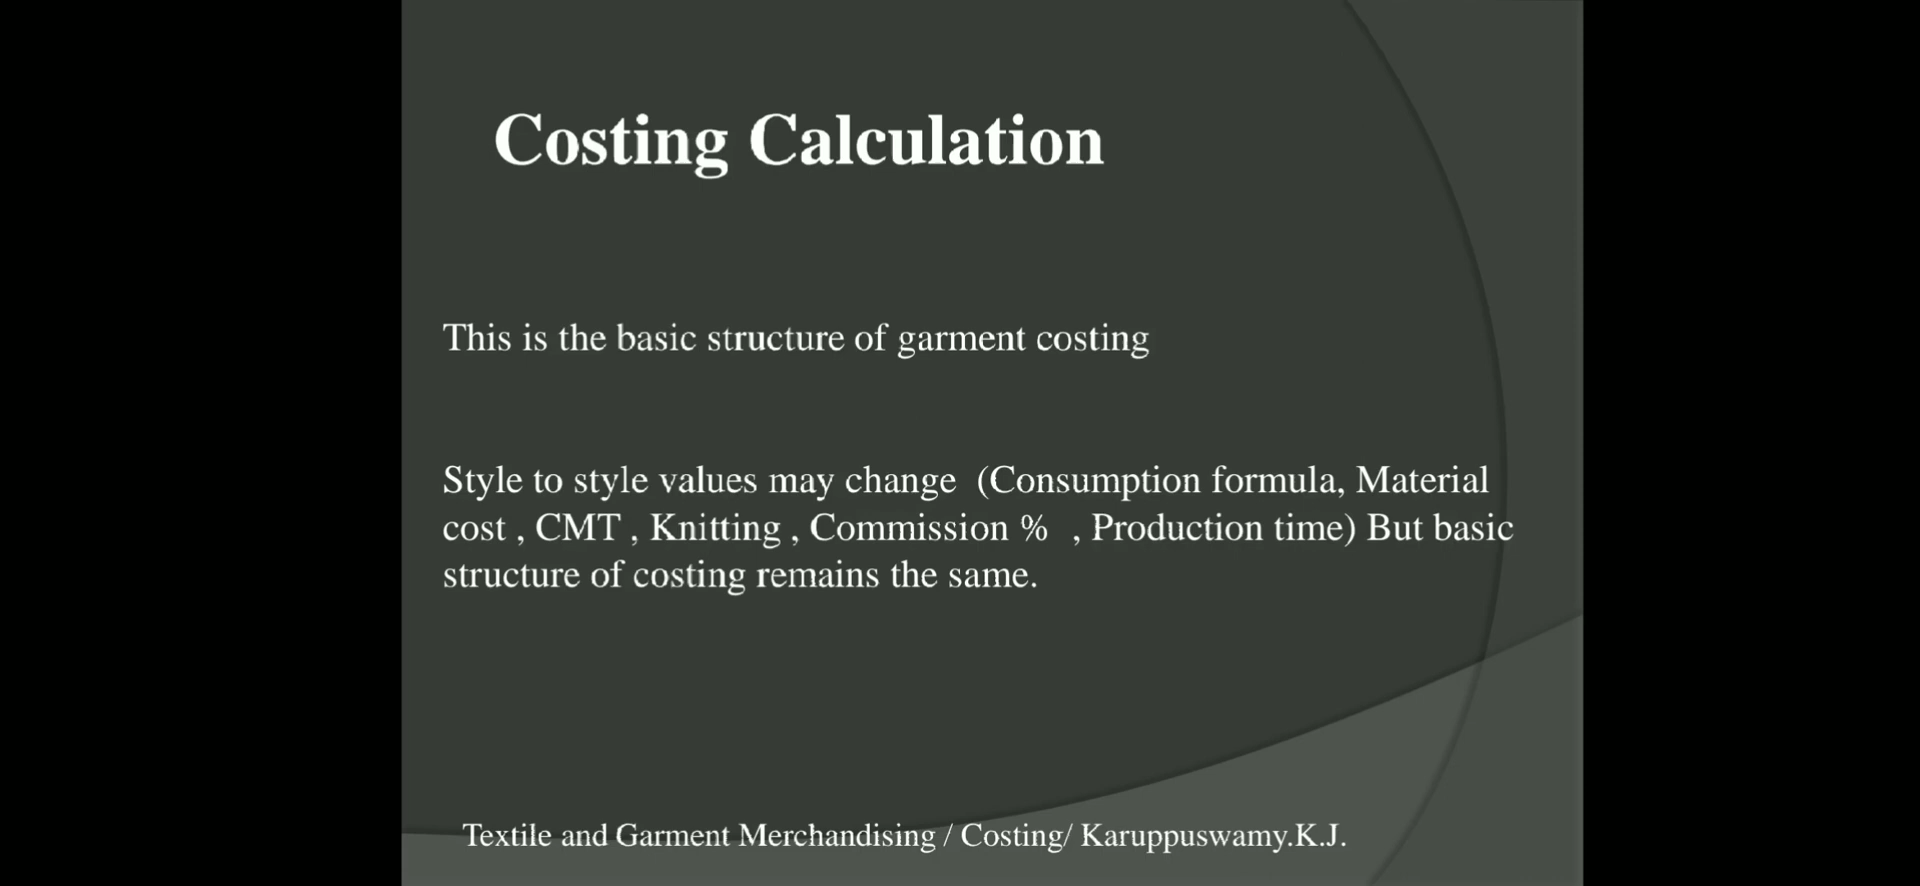 Costing Calculation
This is the basic structure of garment costing
Style to style values may change (Consumption formula, Material
cost , CMT , Knitting , Commission % , Production time) But basic
structure of costing remains the same.
Textile and Garment Merchandising / Costing/ Karuppuswamy.K.J.